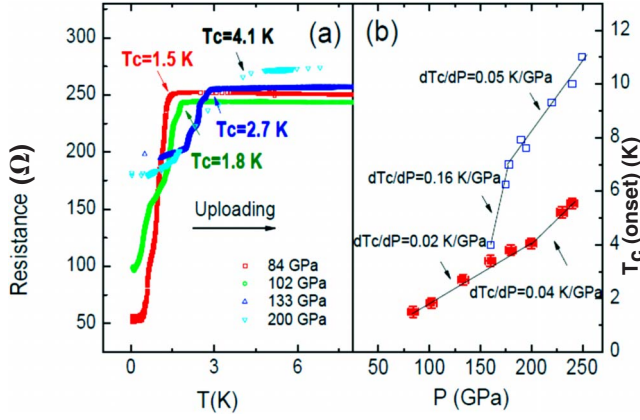 (a)
Tc=4.1 K
Tc=1.5 K
Tc=2.7 K
Tc=1.8 K
Uploading
84 GPa
102 GPa
133 GPa
200 GPa
300
250
200
150
100
50
Resistance (Ω)
0
3
6
T(K)
(b)
dTc/dP=0.05 K/GPa
dTc/dP=0.16 K/GPa
dTc/dP=0.02 K/GPa
dTc/dP=0.04 K/GPa
50
100
150
200
250
P (GPa)
12
10
8
6
4
2
0
Tc (onset) (K)